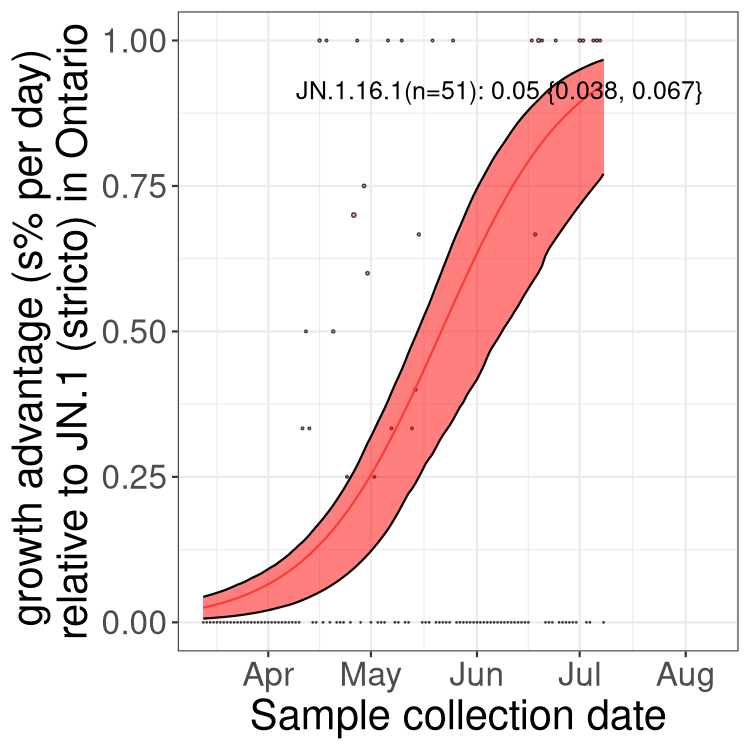 growth advantage (s% per day)
relative to JN.1 (stricto) in Ontario
1.00
0.75
0.50
0.25
0.00
JN.1.16.1(n=51): 0.05 {0.038, 0.067}
Apr May Jun Jul Aug
Sample collection date